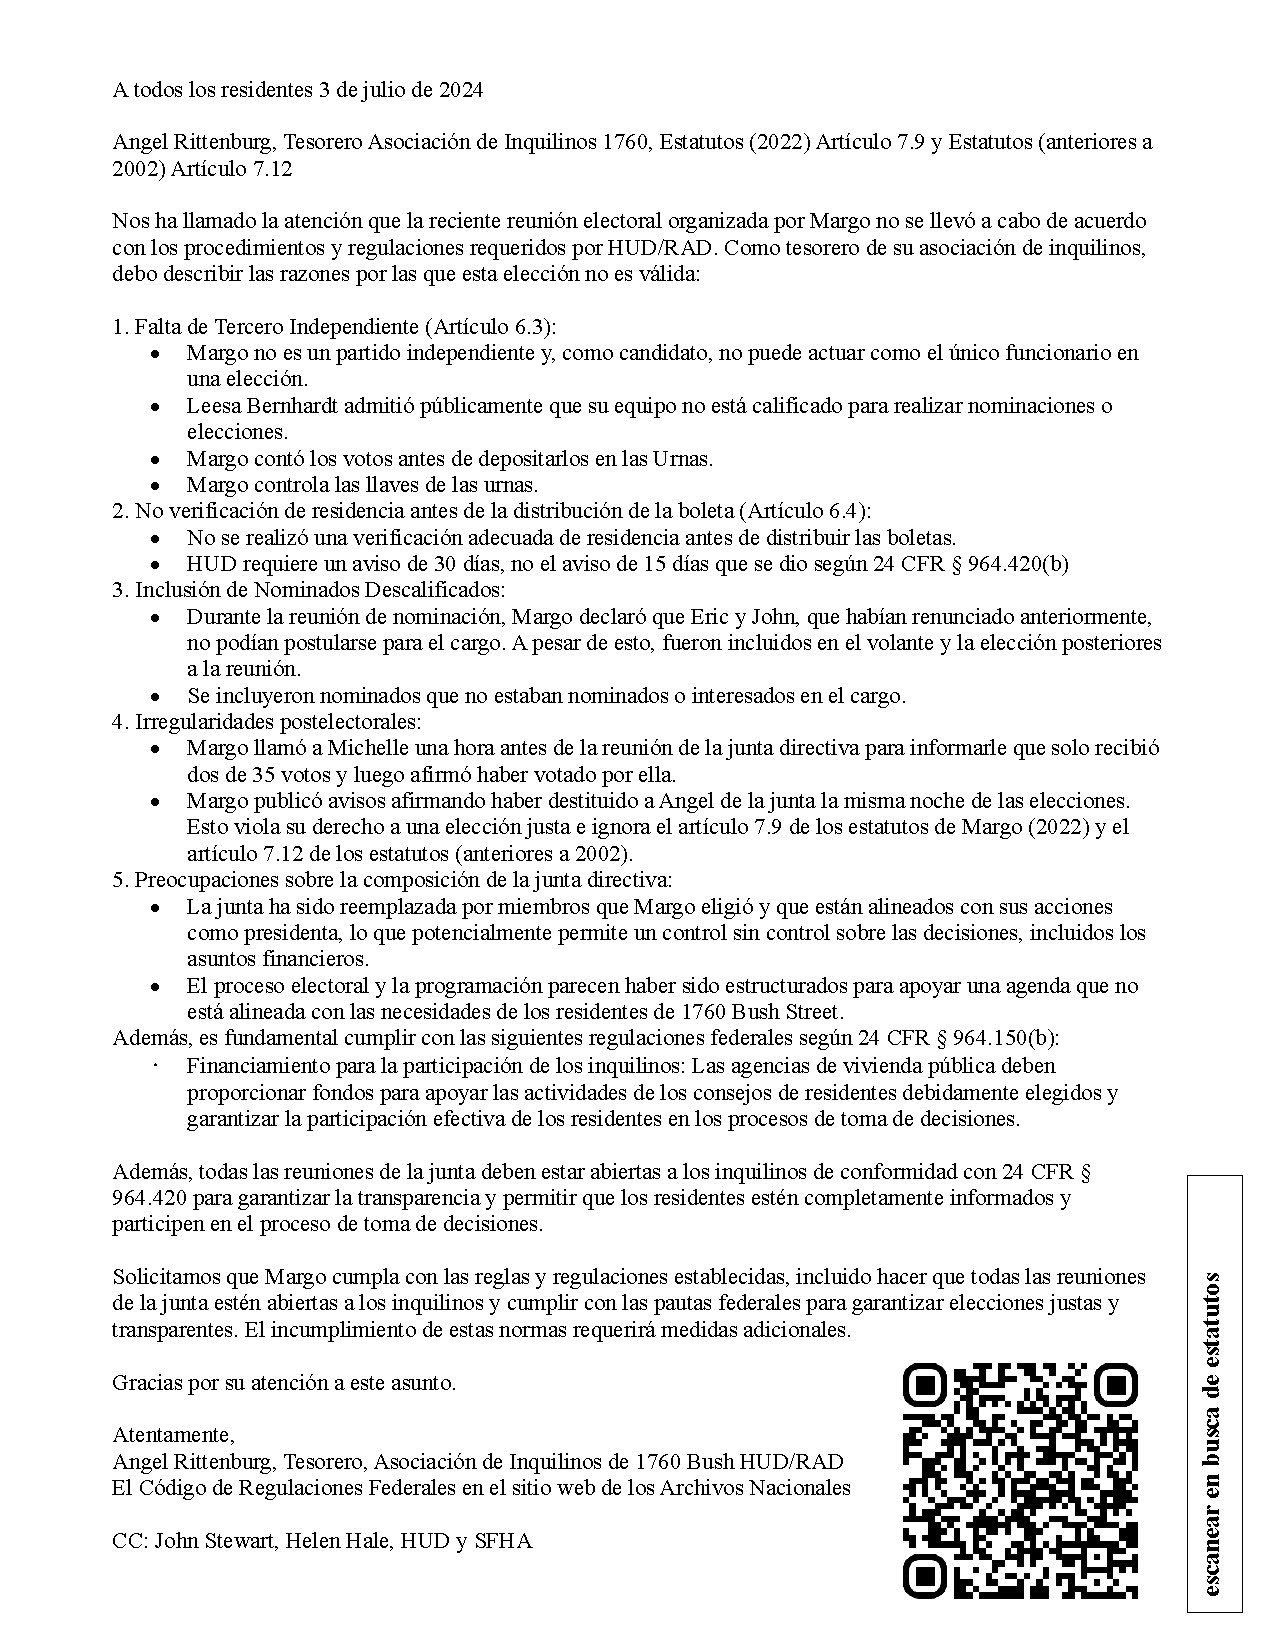 A todos los residentes 3 de julio de 2024
Angel Rittenburg, Tesorero Asociación de Inquilinos 1760, Estatutos (2022) Artículo 7.9 y Estatutos (anteriores a
2002) Artículo 7.12
Nos ha llamado la atención que la reciente reunión electoral organizada por Margo no se llevó a cabo de acuerdo
con los procedimientos y regulaciones requeridos por HUD/RAD. Como tesorero de su asociación de inquilinos,
debo describir las razones por las que esta elección no es válida:
1. Falta de Tercero Independiente (Artículo 6.3):
• Margo no es un partido independiente y, como candidato, no puede actuar como el único funcionario en
una elección.
• Leesa Bernhardt admitió públicamente que su equipo no está calificado para realizar nominaciones o
elecciones.
• Margo contó los votos antes de depositarlos en las Urnas.
• Margo controla las llaves de las urnas.
2. No verificación de residencia antes de la distribución de la boleta (Artículo 6.4):
• No se realizó una verificación adecuada de residencia antes de distribuir las boletas.
• HUD requiere un aviso de 30 días, no el aviso de 15 días que se dio según 24 CFR § 964.420(b)
3. Inclusión de Nominados Descalificados:
• Durante la reunión de nominación, Margo declaró que Eric y John, que habían renunciado anteriormente,
no podían postularse para el cargo. A pesar de esto, fueron incluidos en el volante y la elección posteriores
a la reunión.
• Se incluyeron nominados que no estaban nominados o interesados en el cargo.
4. Irregularidades postelectorales:
• Margo llamó a Michelle una hora antes de la reunión de la junta directiva para informarle que solo recibió
dos de 35 votos y luego afirmó haber votado por ella.
• Margo publicó avisos afirmando haber destituido a Angel de la junta la misma noche de las elecciones.
Esto viola su derecho a una elección justa e ignora el artículo 7.9 de los estatutos de Margo (2022) y el
artículo 7.12 de los estatutos (anteriores a 2002).
5. Preocupaciones sobre la composición de la junta directiva:
• La junta ha sido reemplazada por miembros que Margo eligió y que están alineados con sus acciones
como presidenta, lo que potencialmente permite un control sin control sobre las decisiones, incluidos los
asuntos financieros.
• El proceso electoral y la programación parecen haber sido estructurados para apoyar una agenda que no
está alineada con las necesidades de los residentes de 1760 Bush Street.
Además, es fundamental cumplir con las siguientes regulaciones federales según 24 CFR § 964.150(b):
· Financiamiento para la participación de los inquilinos: Las agencias de vivienda pública deben
proporcionar fondos para apoyar las actividades de los consejos de residentes debidamente elegidos y
garantizar la participación efectiva de los residentes en los procesos de toma de decisiones.
Además, todas las reuniones de la junta deben estar abiertas a los inquilinos de conformidad con 24 CFR §
964.420 para garantizar la transparencia y permitir que los residentes estén completamente informados y
participen en el proceso de toma de decisiones.
Solicitamos que Margo cumpla con las reglas y regulaciones establecidas, incluido hacer que todas las reuniones
de la junta estén abiertas a los inquilinos y cumplir con las pautas federales para garantizar elecciones justas y
transparentes. El incumplimiento de estas normas requerirá medidas adicionales.
Gracias por su atención a este asunto.
Atentamente,
Angel Rittenburg, Tesorero, Asociación de Inquilinos de 1760 Bush HUD/RAD
El Código de Regulaciones Federales en el sitio web de los Archivos Nacionales
CC: John Stewart, Helen Hale, HUD y SFHA
escanear en busca de estatutos